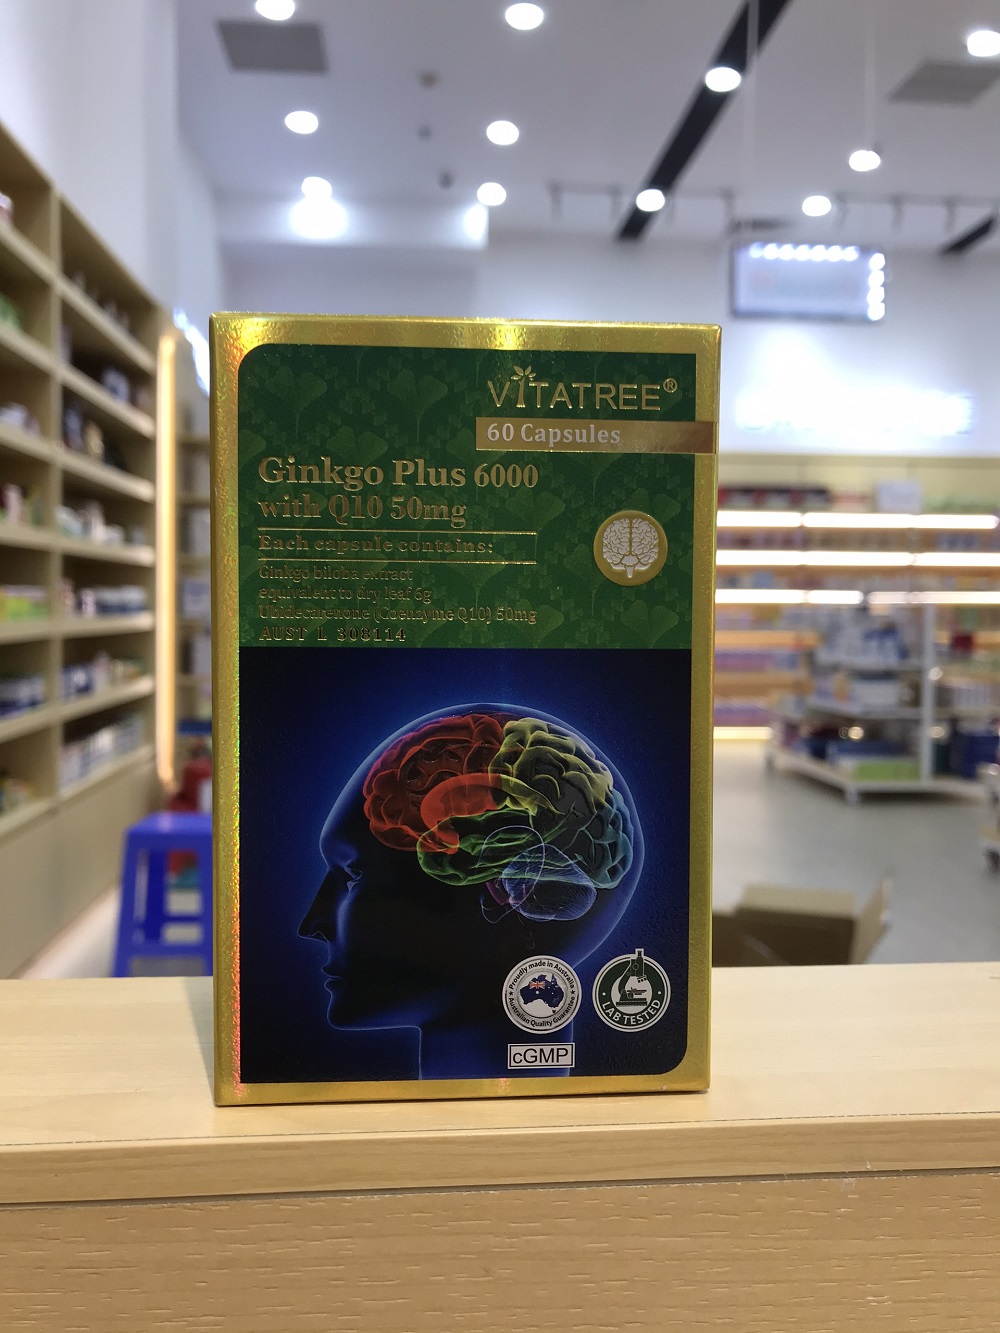 VITATREE®
60 Capsules
Ginkgo Plus 6000
with Q10 50mg
Each capsule contains:
Ginkgo biloba extract
equivalent to dry leaf 6g
Ubidecarenone (Coenzyme Q10) 50mg
AUST L 308114
Proudly made in Australia
Australian Quality Guarantee
LAB TESTED
cGMP